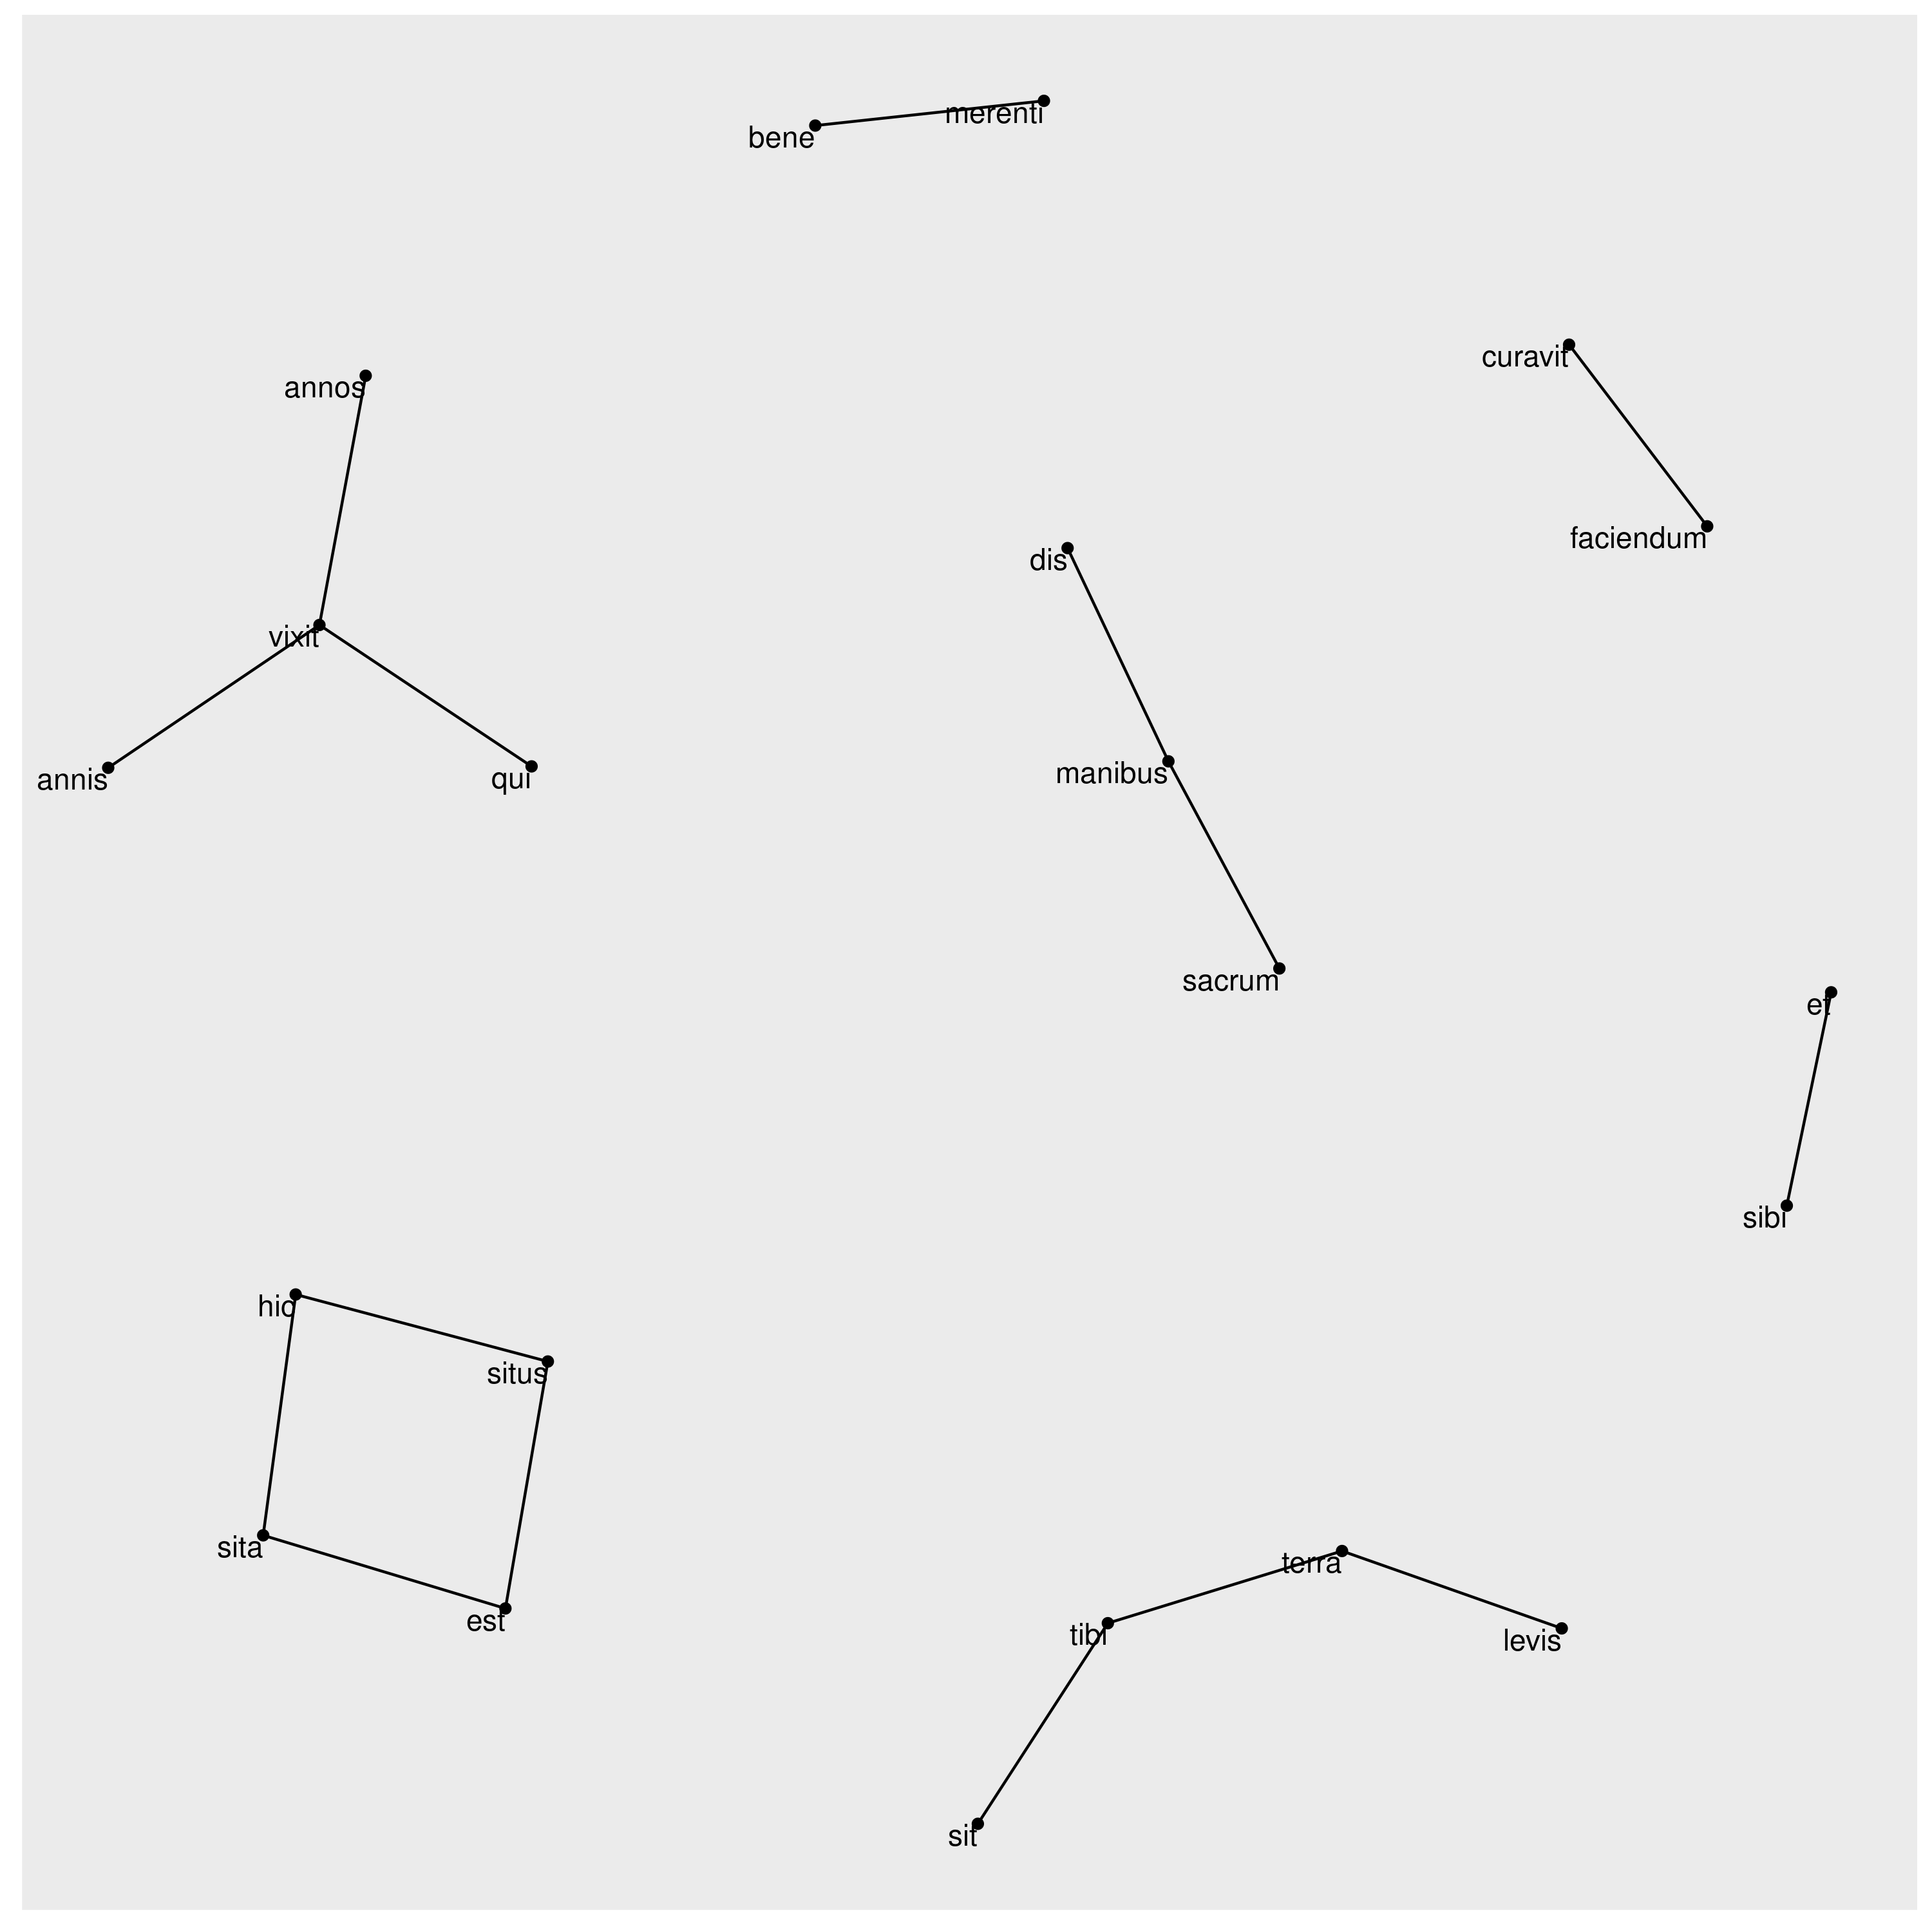 merenti
bene
curavit
annos
faciendum
dis
vixit
manibus
qui
annis
sacrum
et
sibi
hic
situs
sita
terra
est
tibi
levis
sit